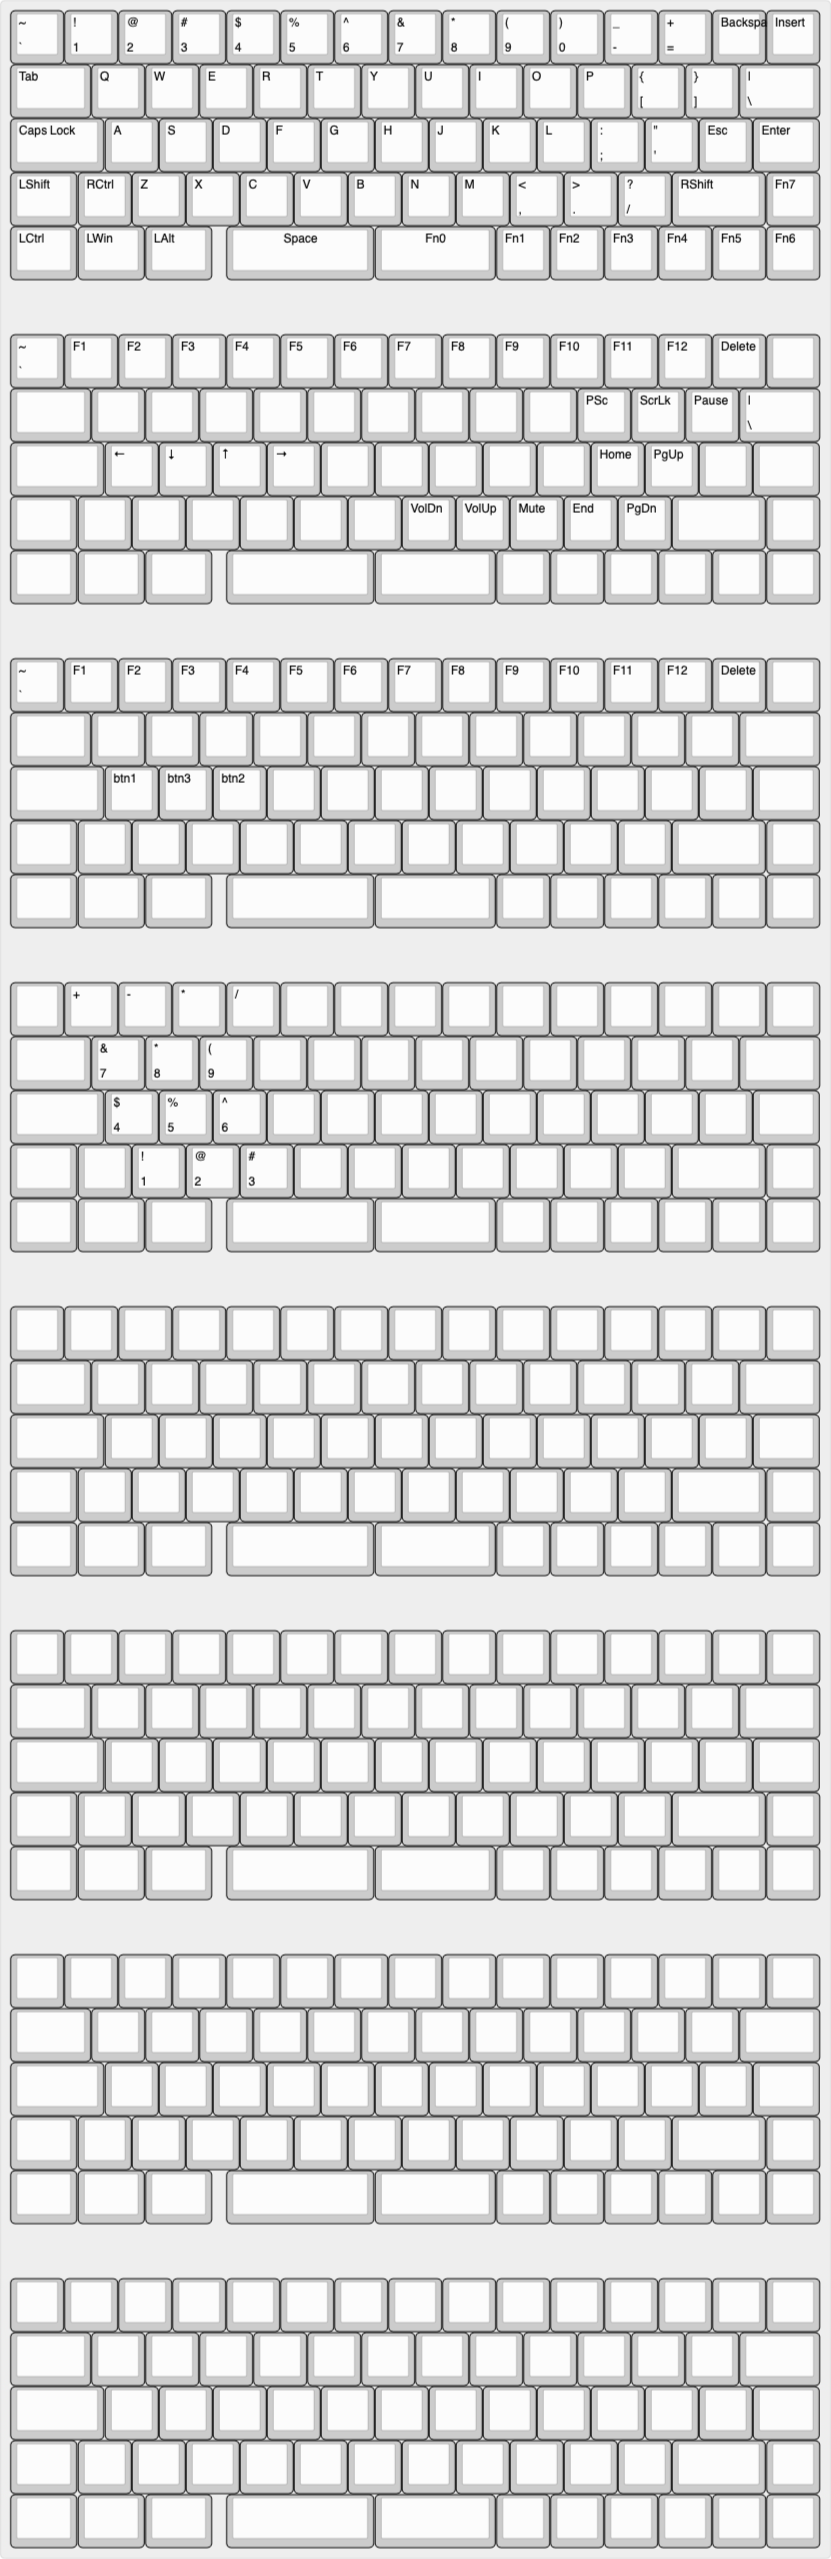 ~ ! @ # $ % ^ & * ( ) _ + Backspa Insert
` 1 2 3 4 5 6 7 8 9 0 - =
Tab Q W E R T Y U I O P { } |
[ ] \
Caps Lock A S D F G H J K L : " Esc Enter
; '
LShift RCtrl Z X C V B N M < > ? RShift Fn7
, . /
LCtrl LWin LAlt Space Fn0 Fn1 Fn2 Fn3 Fn4 Fn5 Fn6
~ F1 F2 F3 F4 F5 F6 F7 F8 F9 F10 F11 F12 Delete
`
PSc ScrLk Pause |
\
← ↓ ↑ → Home PgUp
VolDn VolUp Mute End PgDn
~ F1 F2 F3 F4 F5 F6 F7 F8 F9 F10 F11 F12 Delete
`
btn1 btn3 btn2
+ - * /
& * (
7 8 9
$ % ^
4 5 6
! @ #
1 2 3